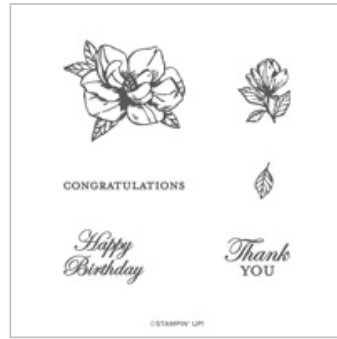 CONGRATULATIONS
Happy
Birthday
Thank
YOU
©STAMPIN' UP!